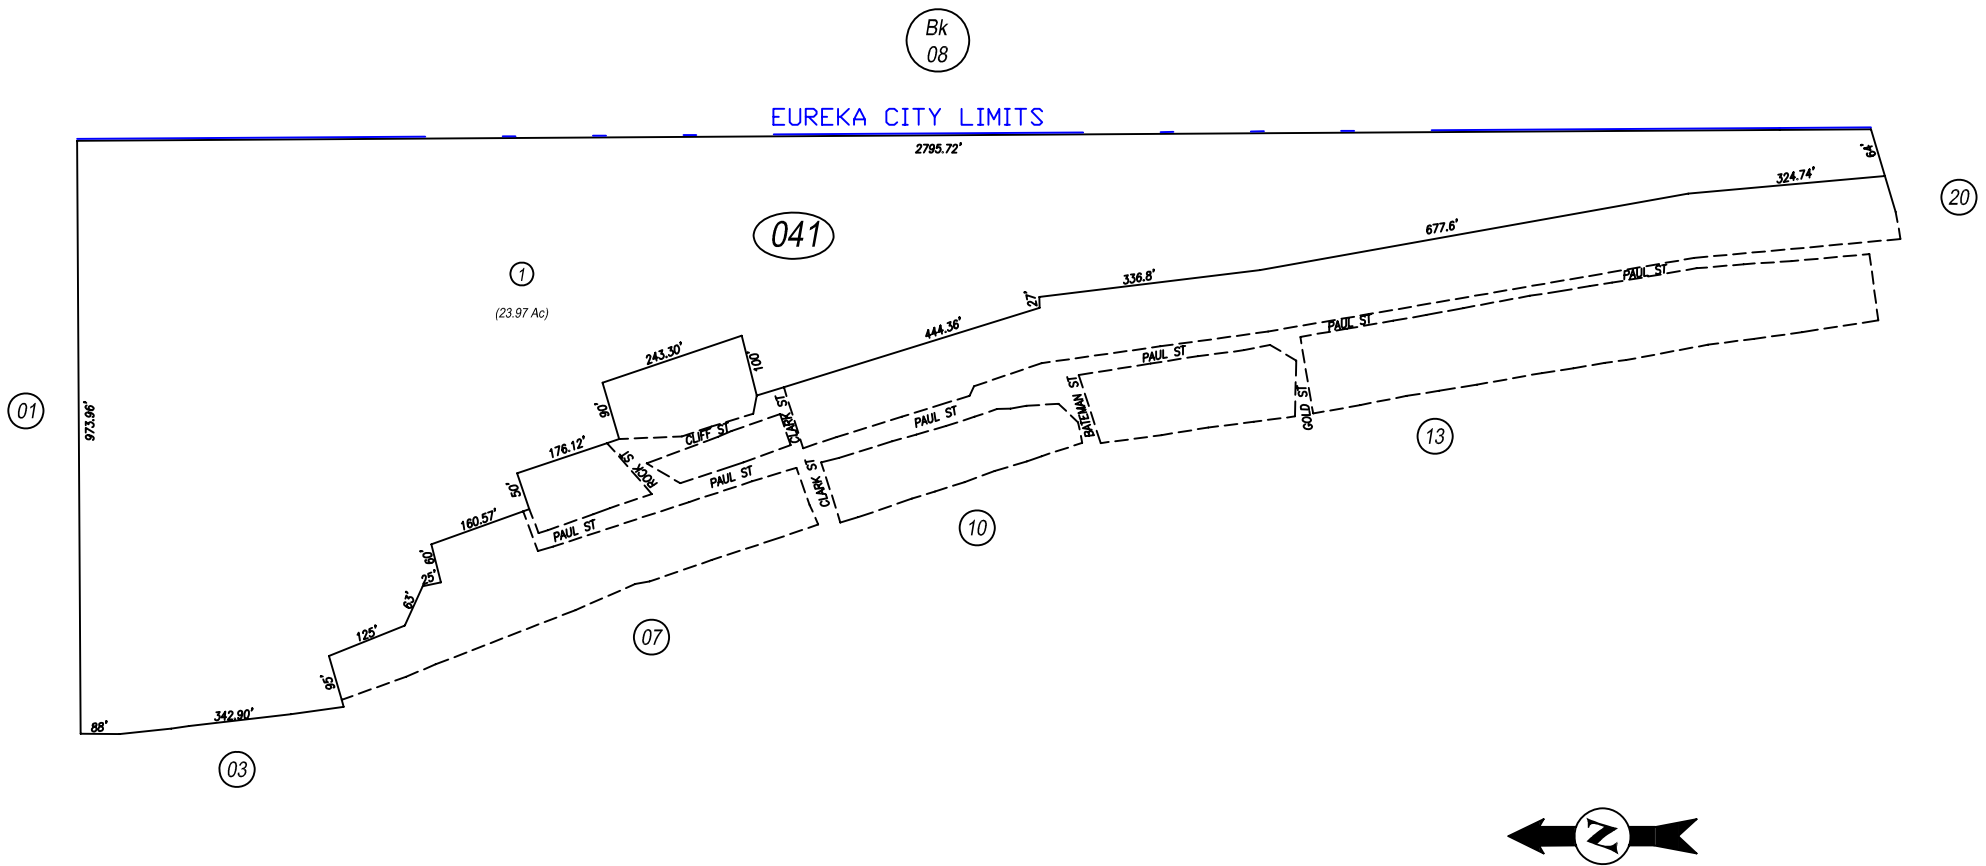 Bk
08
EUREKA CITY LIMITS
2795.72'
64'
324.74'
20
677.6'
041
1
(23.97 Ac)
336.8'
27'
444.36'
243.30'
100'
90'
PAUL ST
PAUL ST
PAUL ST
01
973.96'
176.12'
CLIFF ST
CLARK ST
PAUL ST
BATEMAN ST
GOLD ST
13
50'
ROCK ST
PAUL ST
CLARK ST
160.57'
PAUL ST
10
60'
25'
63'
125'
07
95'
88'
342.90'
03
N